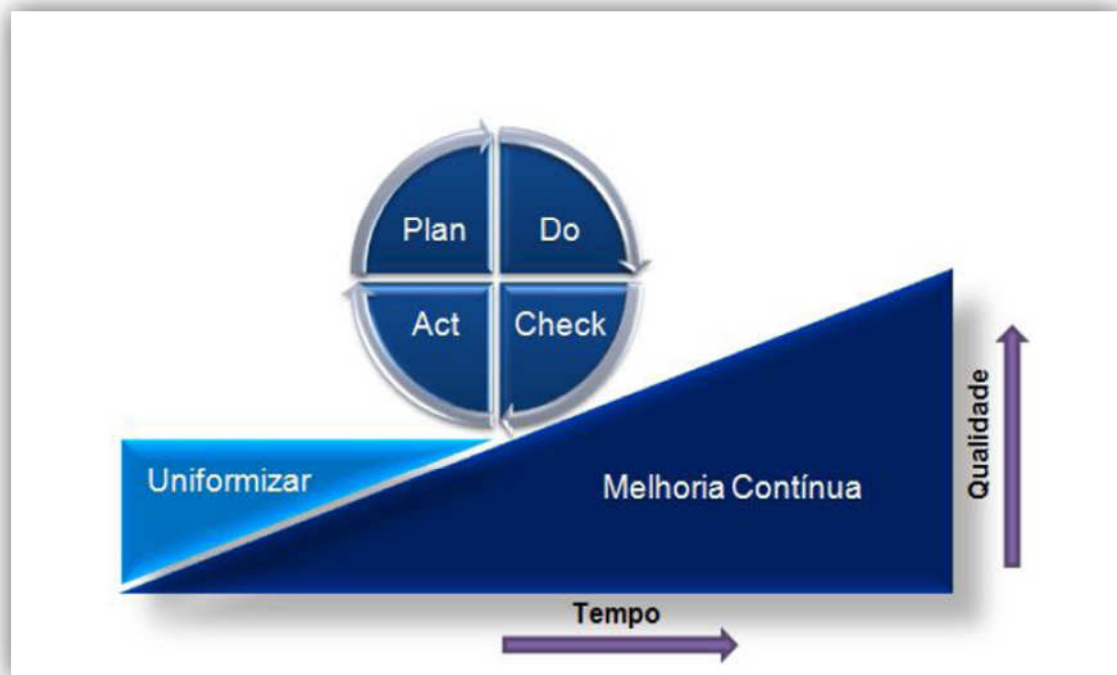 Plan
Do
Act
Check
Uniformizar
Melhoria Contínua
Qualidade
Tempo